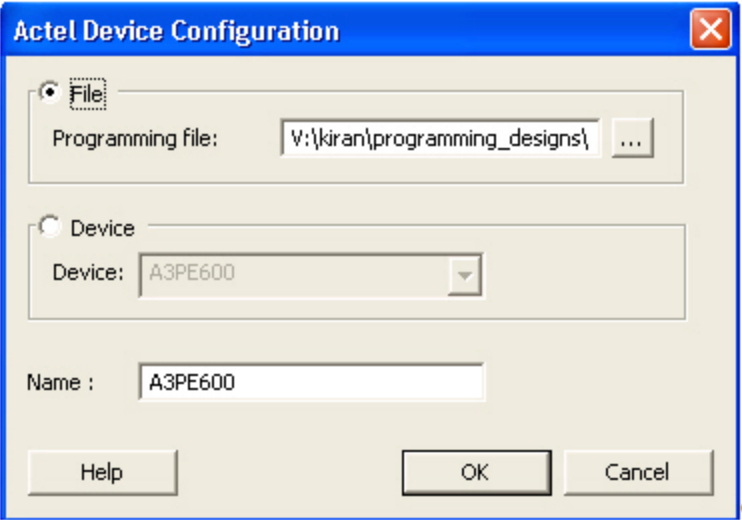 Actel Device Configuration
File
Programming file: V:\kiran\programming_designs\ ...
Device
Device: A3PE600
Name : A3PE600
Help OK Cancel